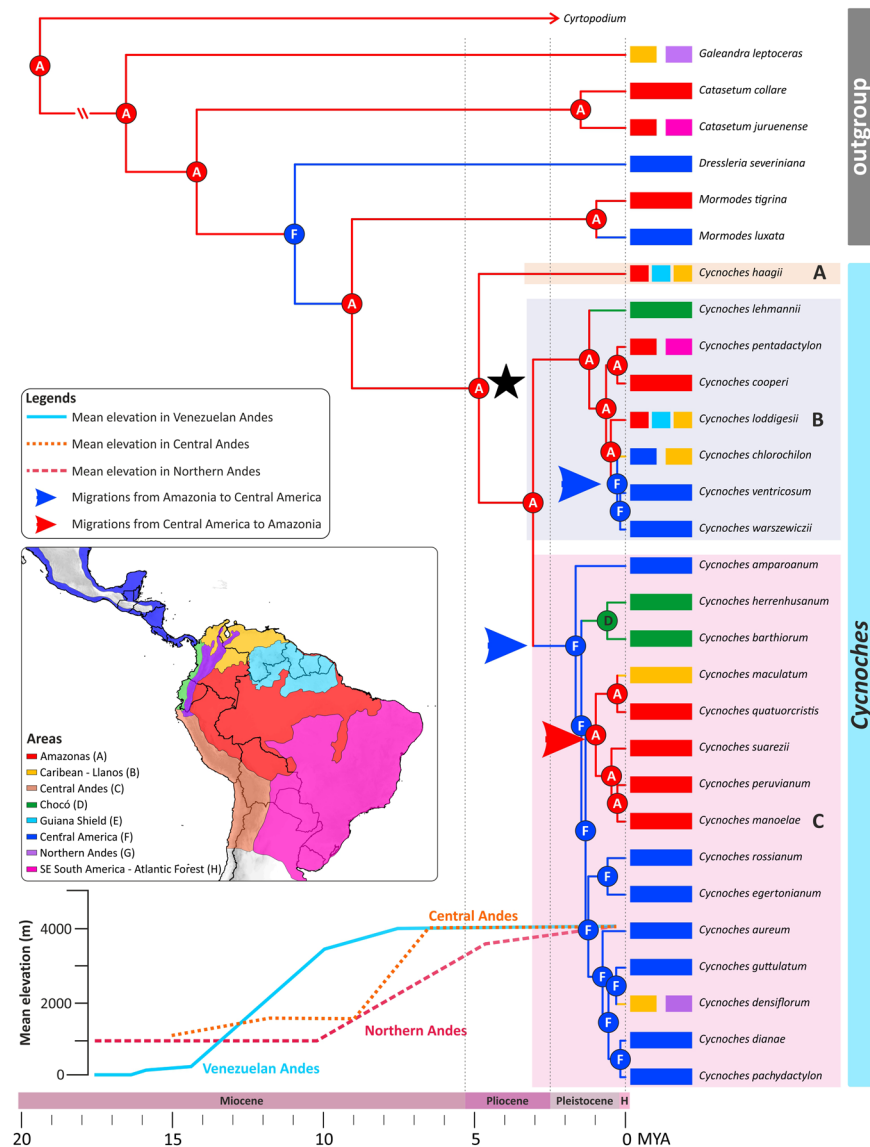 Cyrtopodium
A
Galeandra leptoceras
A
Catasetum collare
A
Catasetum juruenense
A
Dressleria severiniana
F
Mormodes tigrina
A
Mormodes luxata
A
outgroup
Cycnoches haagii
A
Cycnoches lehmannii
A
Cycnoches pentadactylon
A
A
Cycnoches cooperi
A
Cycnoches loddigesii
B
A
Cycnoches chlorochilon
F
Cycnoches ventricosum
F
Cycnoches warszewiczii
A
Cycnoches amparoanum
Cycnoches herrenhusanum
D
Cycnoches barthiorum
F
Cycnoches maculatum
A
Cycnoches quatuorcristis
F
A
Cycnoches suarezii
A
Cycnoches peruvianum
A
Cycnoches manoelae
C
F
Cycnoches rossianum
F
Cycnoches egertonianum
F
Cycnoches aureum
Cycnoches guttulatum
F
F
Cycnoches densiflorum
F
Cycnoches dianae
F
Cycnoches pachydactylon
Cycnoches
Legends
Mean elevation in Venezuelan Andes
Mean elevation in Central Andes
Mean elevation in Northern Andes
Migrations from Amazonia to Central America
Migrations from Central America to Amazonia
Areas
Amazonas (A)
Caribean - Llanos (B)
Central Andes (C)
Chocó (D)
Guiana Shield (E)
Central America (F)
Northern Andes (G)
SE South America - Atlantic Forest (H)
Mean elevation (m)
4000
2000
0
Central Andes
Northern Andes
Venezuelan Andes
Miocene
Pliocene
Pleistocene
H
20
15
10
5
0 MYA